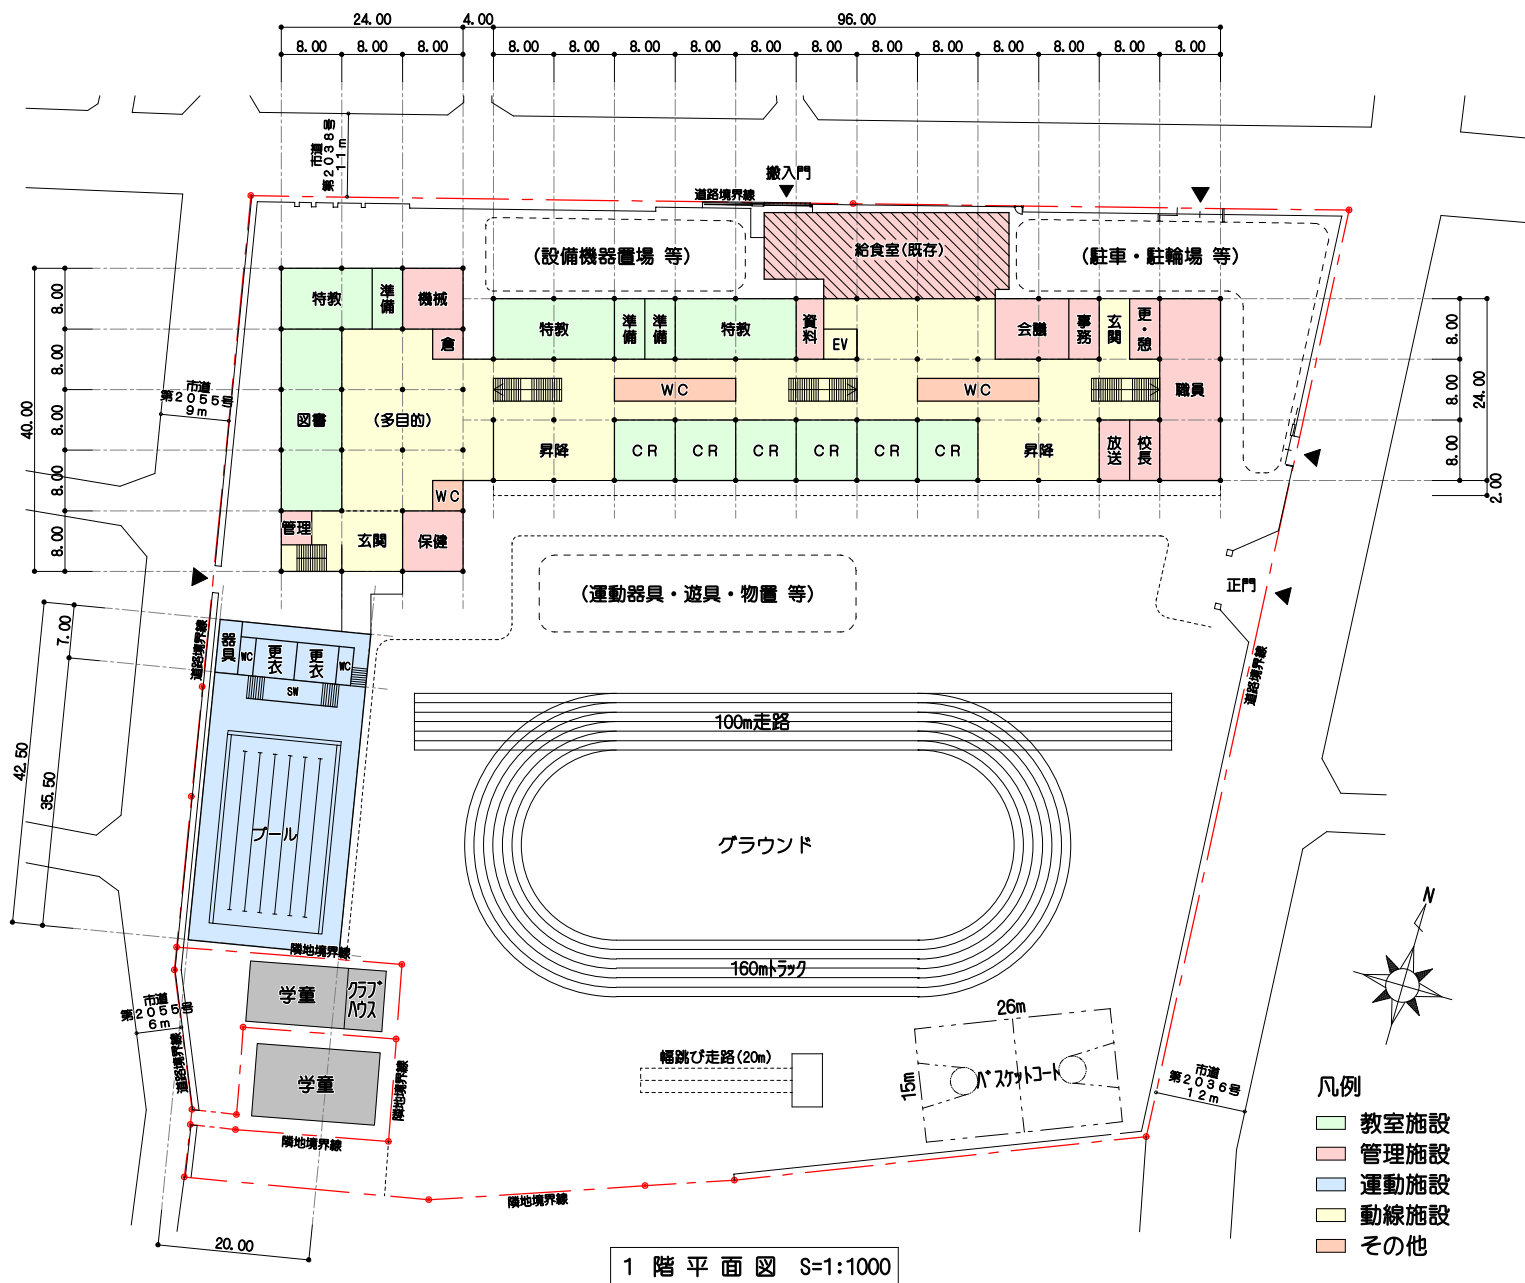 24.00 4.00 96.00
8.00 8.00 8.00 8.00 8.00 8.00 8.00 8.00 8.00 8.00 8.00 8.00 8.00 8.00 8.00
市道
第2038号
11m
搬入門
道路境界線
(設備機器置場 等)
給食室(既存)
(駐車・駐輪場 等)
特教
準備
機械
倉
特教
準備
準備
特教
資料
EV
会議
事務
玄関
更・憩
8.00
8.00
8.00
8.00
8.00
40.00
8.00
8.00
8.00
24.00
2.00
市道
第2055号
9m
図書
(多目的)
WC
WC
職員
昇降
CR
CR
CR
CR
CR
CR
昇降
放送
校長
WC
管理
玄関
保健
(運動器具・遊具・物置 等)
正門
道路境界線
7.00
35.50
42.50
道路境界線
器具
WC
更衣
更衣
WC
SW
プール
100m走路
グラウンド
160mトラック
隣地境界線
学童
クラブハウス
市道
第2055号
6m
道路境界線
学童
隣地境界線
隣地境界線
隣地境界線
20.00
幅跳び走路(20m)
26m
15m
バスケットコート
市道
第2036号
12m
N
凡例
教室施設
管理施設
運動施設
動線施設
その他
1 階 平 面 図 S=1:1000